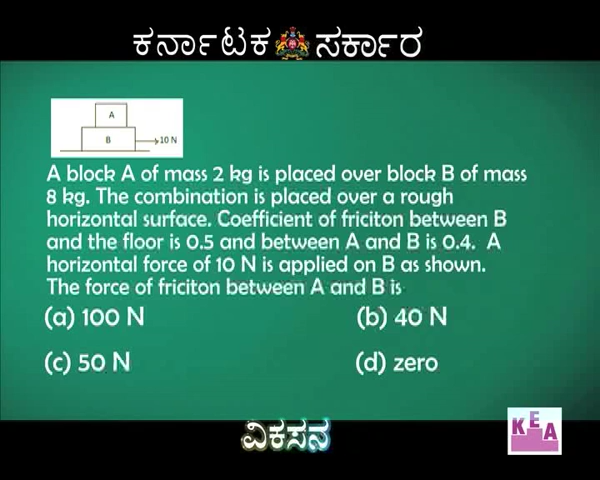 ಕರ್ನಾಟಕ ಸರ್ಕಾರ
A
B
10 N
A block A of mass 2 kg is placed over block B of mass
8 kg. The combination is placed over a rough
horizontal surface. Coefficient of friciton between B
and the floor is 0.5 and between A and B is 0.4. A
horizontal force of 10 N is applied on B as shown.
The force of friciton between A and B is
(a) 100 N (b) 40 N
(c) 50 N (d) zero
ವಿಕಸನ
KEA